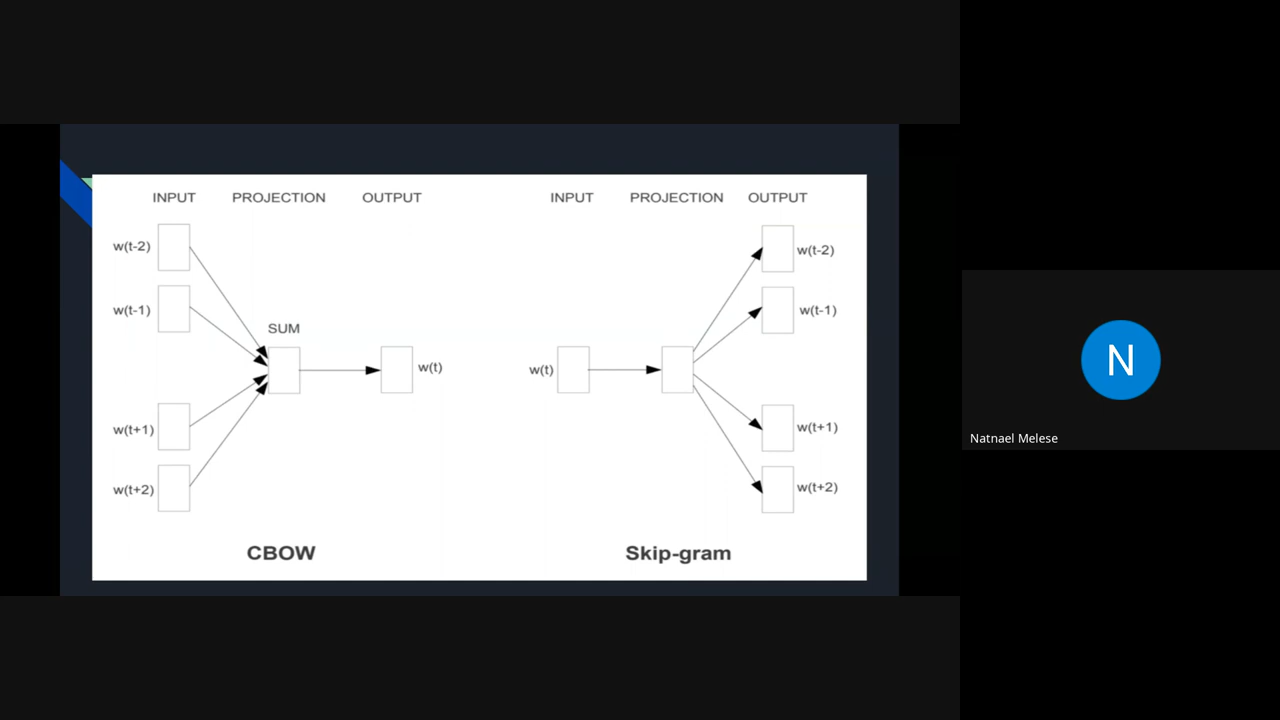 INPUT PROJECTION OUTPUT
w(t-2)
w(t-1)
SUM
w(t)
w(t+1)
w(t+2)
CBOW
INPUT PROJECTION OUTPUT
w(t-2)
w(t-1)
w(t)
w(t+1)
w(t+2)
Skip-gram
N
Natnael Melese